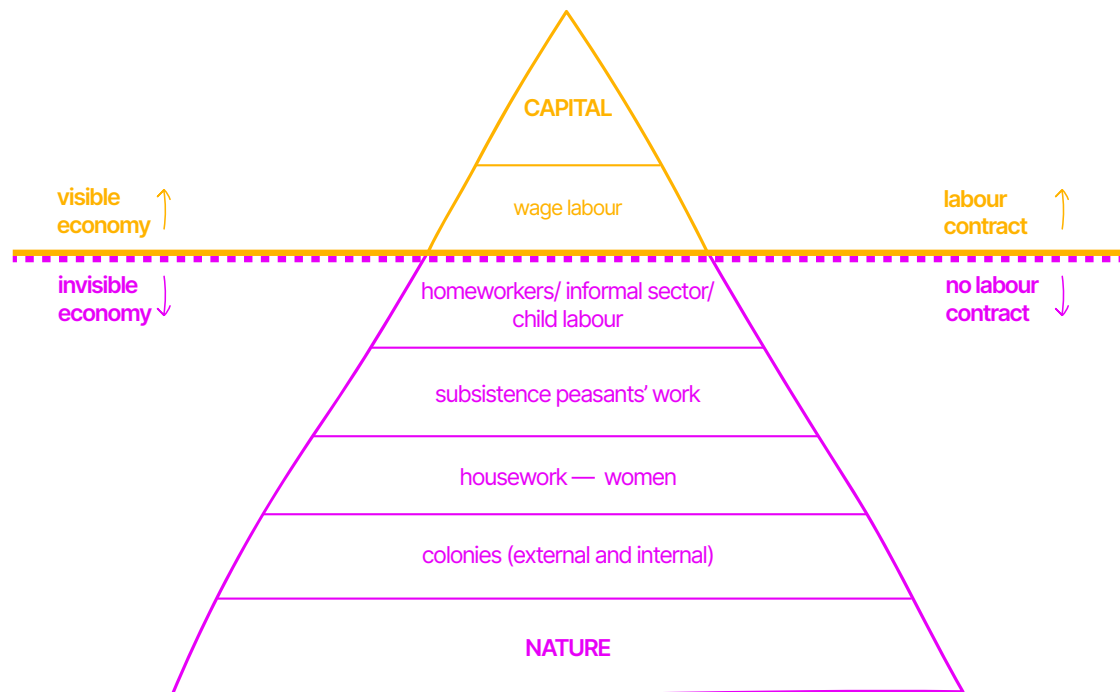 CAPITAL
visible
economy
wage labour
labour
contract
invisible
economy
homeworkers/ informal sector/
child labour
no labour
contract
subsistence peasants’ work
housework — women
colonies (external and internal)
NATURE